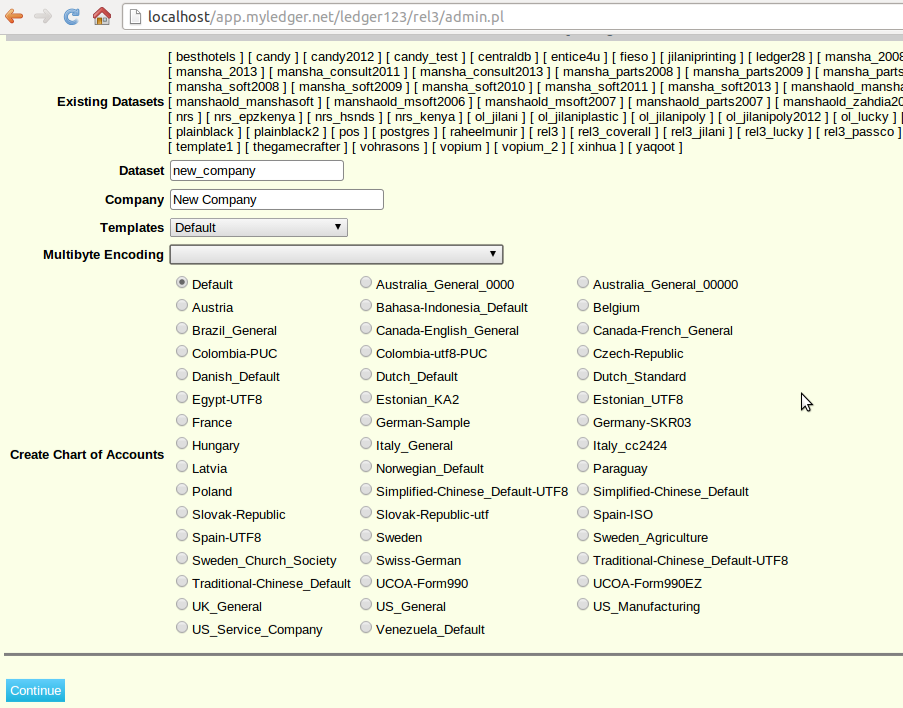 localhost/app.myledger.net/ledger123/rel3/admin.pl
[ besthotels ] [ candy ] [ candy2012 ] [ candy_test ] [ centraldb ] [ entice4u ] [ fieso ] [ jilaniprinting ] [ ledger28 ] [ mansha_2008
[ mansha_2013 ] [ mansha_consult2011 ] [ mansha_consult2013 ] [ mansha_parts2008 ] [ mansha_parts2009 ] [ mansha_parts
[ mansha_soft2008 ] [ mansha_soft2009 ] [ mansha_soft2010 ] [ mansha_soft2011 ] [ mansha_soft2013 ] [ manshaold_mansha
Existing Datasets [ manshaold_manshasoft ] [ manshaold_msoft2006 ] [ manshaold_msoft2007 ] [ manshaold_parts2007 ] [ manshaold_zahdia20
[ nrs ] [ nrs_epzkenya ] [ nrs_hsnds ] [ nrs_kenya ] [ ol_jilani ] [ ol_jilaniplastic ] [ ol_jilanipoly ] [ ol_jilanipoly2012 ] [ ol_lucky ] [
[ plainblack ] [ plainblack2 ] [ pos ] [ postgres ] [ raheelmunir ] [ rel3 ] [ rel3_coverall ] [ rel3_jilani ] [ rel3_lucky ] [ rel3_passco ]
[ template1 ] [ thegamecrafter ] [ vohrasons ] [ vopium ] [ vopium_2 ] [ xinhua ] [ yaqoot ]
Dataset new_company
Company New Company
Templates Default
Multibyte Encoding
Default Australia_General_0000 Australia_General_00000
Austria Bahasa-Indonesia_Default Belgium
Brazil_General Canada-English_General Canada-French_General
Colombia-PUC Colombia-utf8-PUC Czech-Republic
Danish_Default Dutch_Default Dutch_Standard
Egypt-UTF8 Estonian_KA2 Estonian_UTF8
France German-Sample Germany-SKR03
Hungary Italy_General Italy_cc2424
Create Chart of Accounts
Latvia Norwegian_Default Paraguay
Poland Simplified-Chinese_Default-UTF8 Simplified-Chinese_Default
Slovak-Republic Slovak-Republic-utf Spain-ISO
Spain-UTF8 Sweden Sweden_Agriculture
Sweden_Church_Society Swiss-German Traditional-Chinese_Default-UTF8
Traditional-Chinese_Default UCOA-Form990 UCOA-Form990EZ
UK_General US_General US_Manufacturing
US_Service_Company Venezuela_Default
Continue